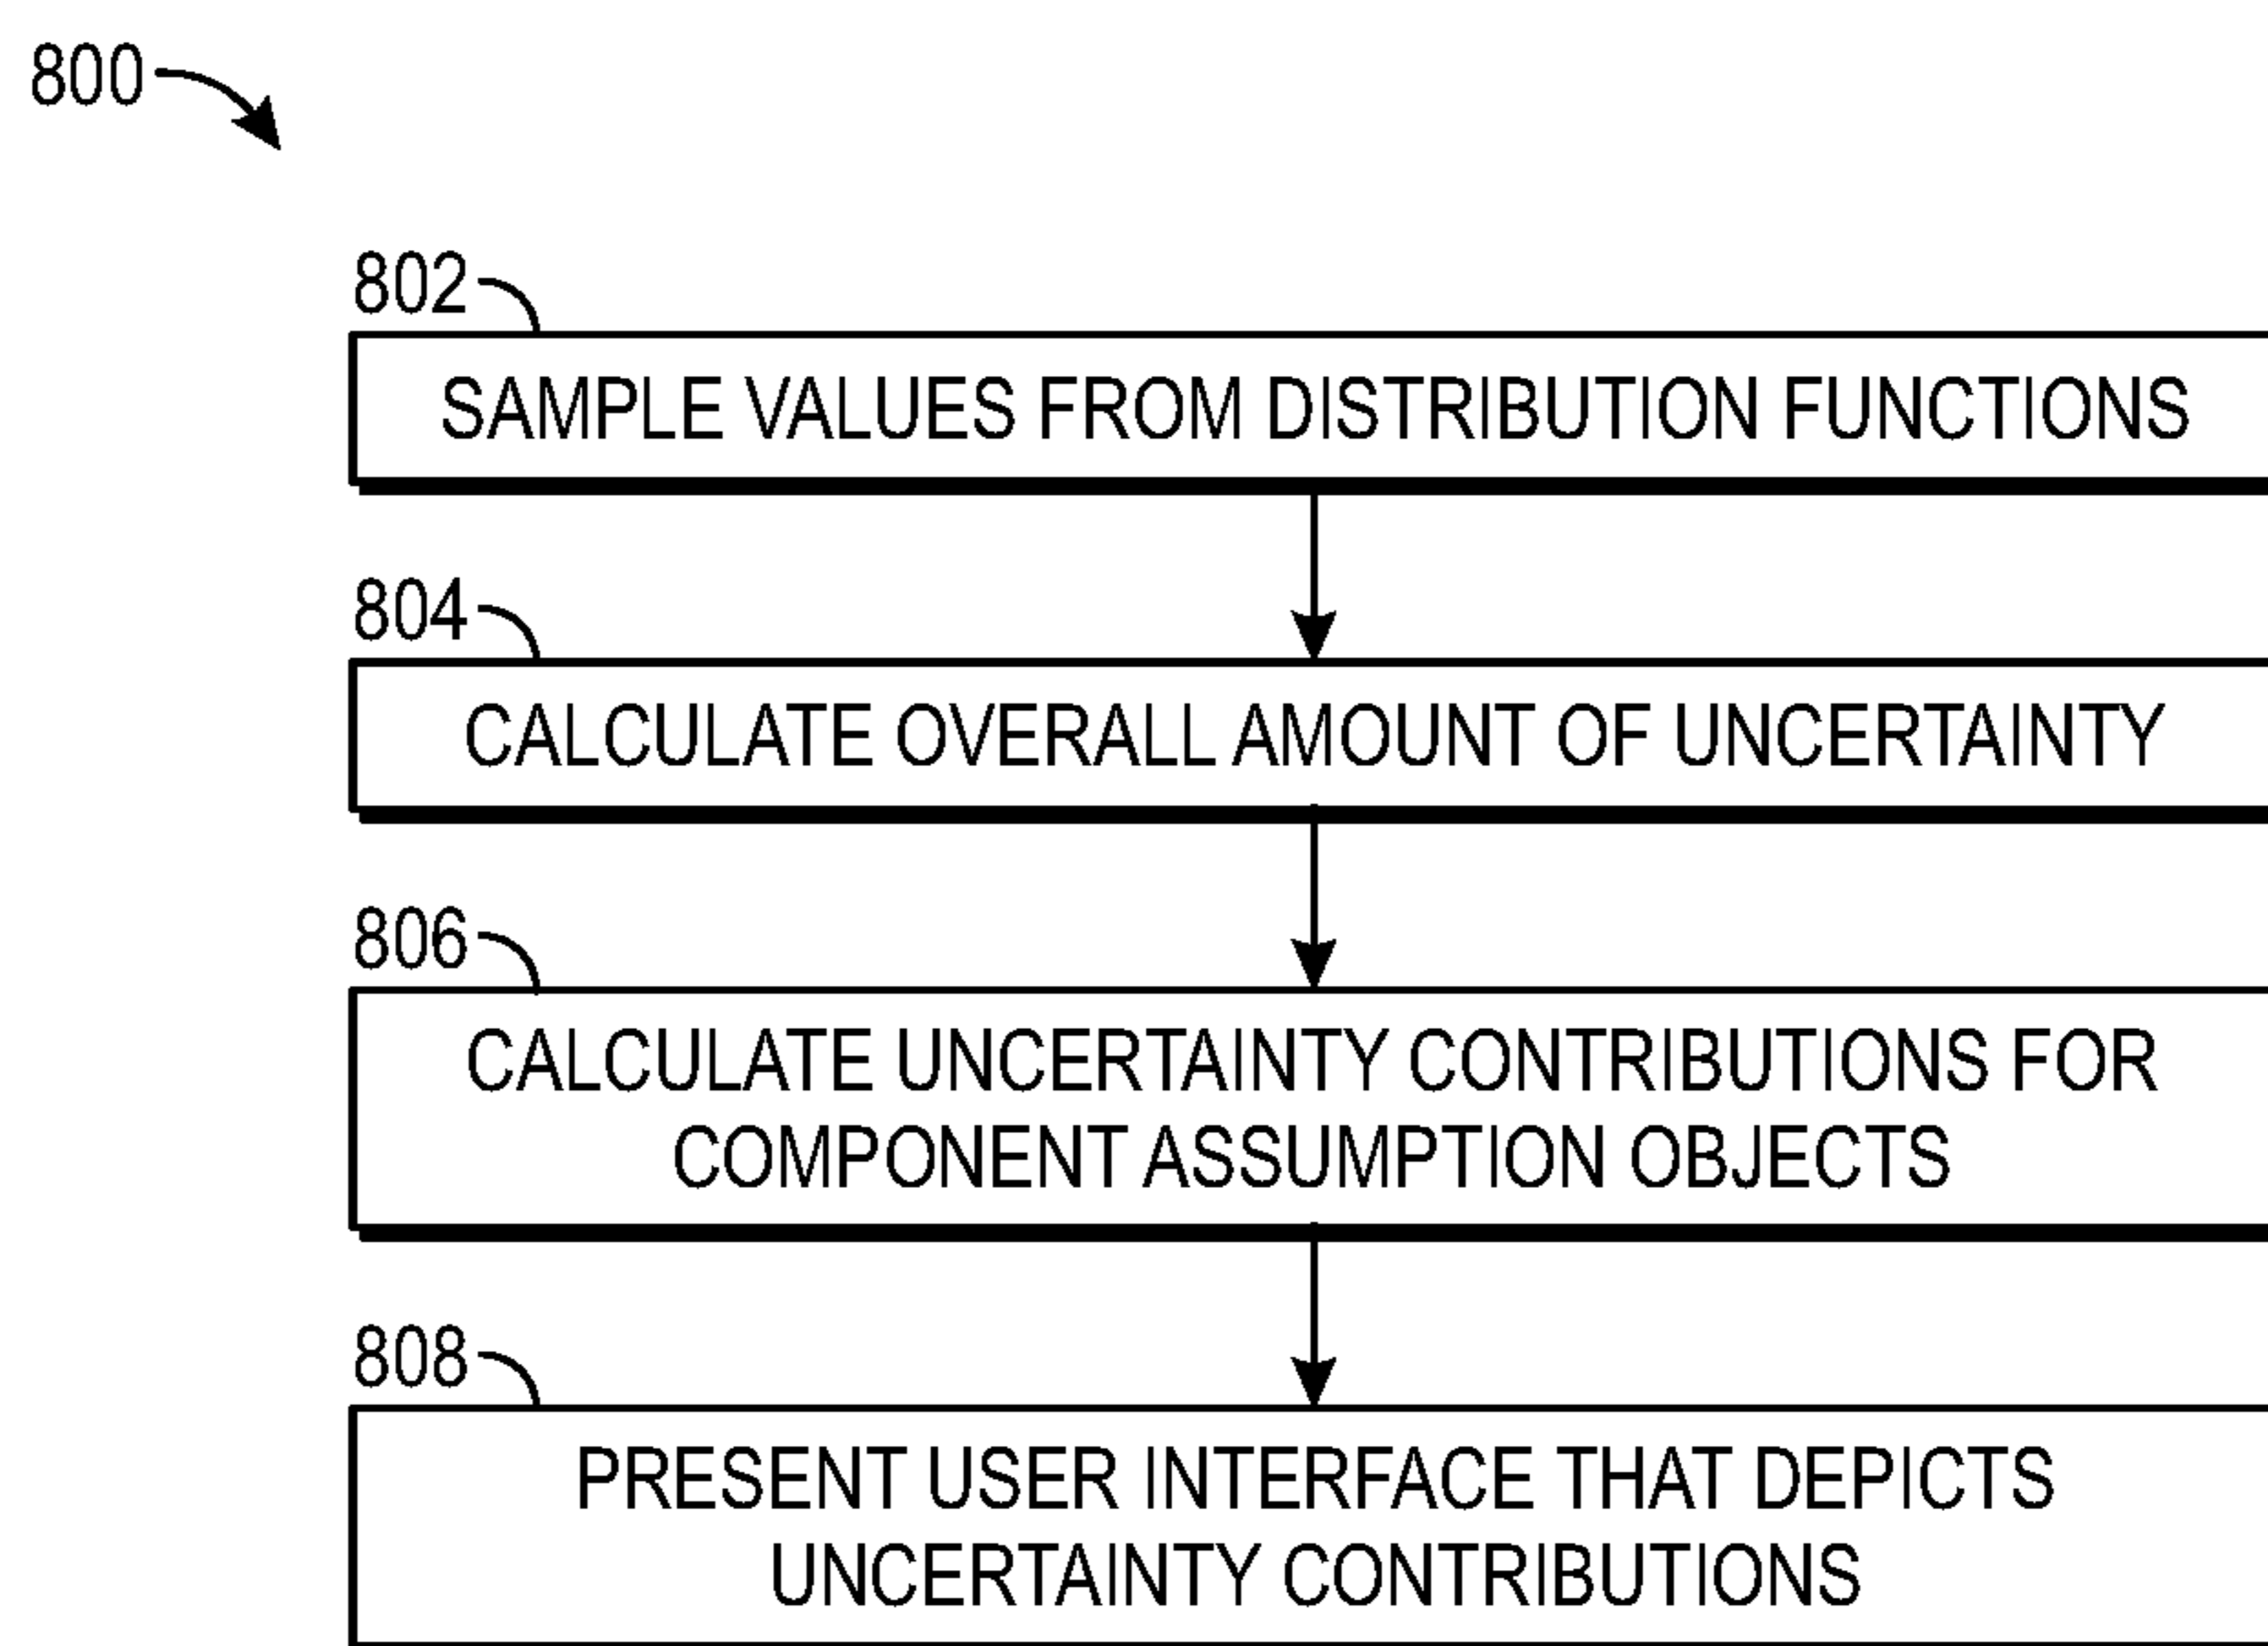 800
802
SAMPLE VALUES FROM DISTRIBUTION FUNCTIONS
804
CALCULATE OVERALL AMOUNT OF UNCERTAINTY
806
CALCULATE UNCERTAINTY CONTRIBUTIONS FOR
COMPONENT ASSUMPTION OBJECTS
808
PRESENT USER INTERFACE THAT DEPICTS
UNCERTAINTY CONTRIBUTIONS